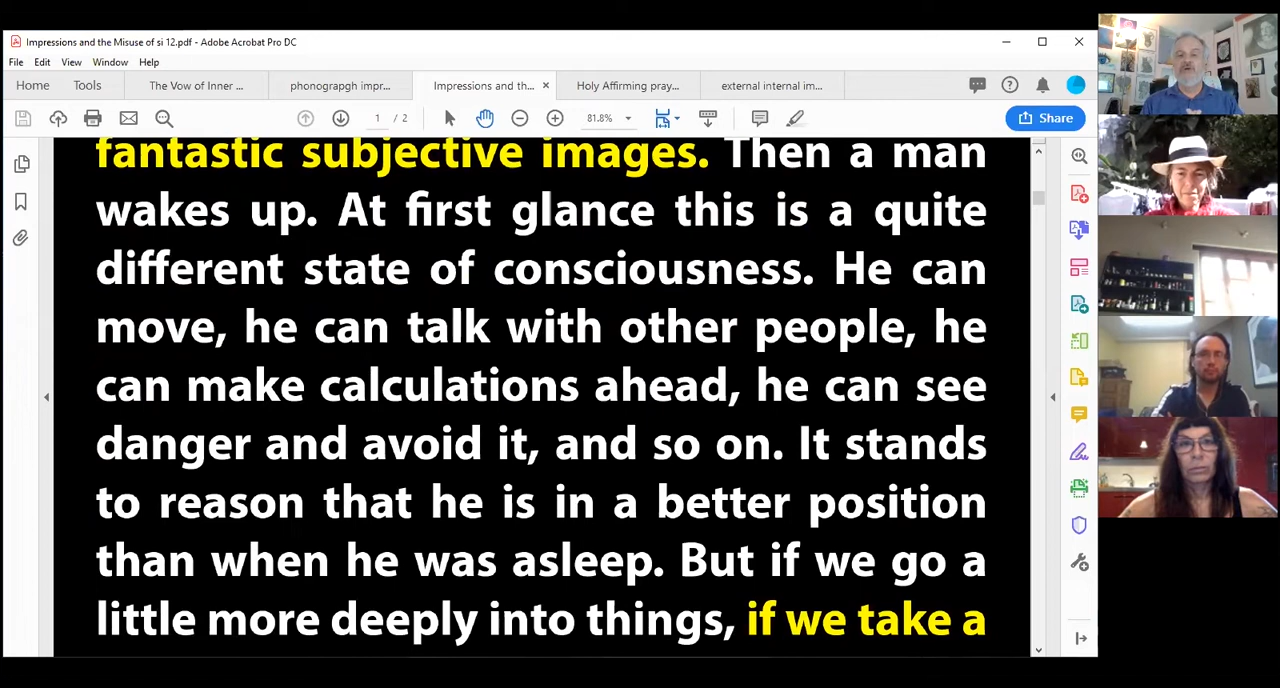 Impressions and the Misuse of si 12.pdf - Adobe Acrobat Pro DC
File Edit View Window Help
Home Tools The Vow of Inner ... phonograpgh impr... Impressions and th... × Holy Affirming pray... external internal im...
1 / 2 81.8% Share
fantastic subjective images. Then a man
wakes up. At first glance this is a quite
different state of consciousness. He can
move, he can talk with other people, he
can make calculations ahead, he can see
danger and avoid it, and so on. It stands
to reason that he is in a better position
than when he was asleep. But if we go a
little more deeply into things, if we take a